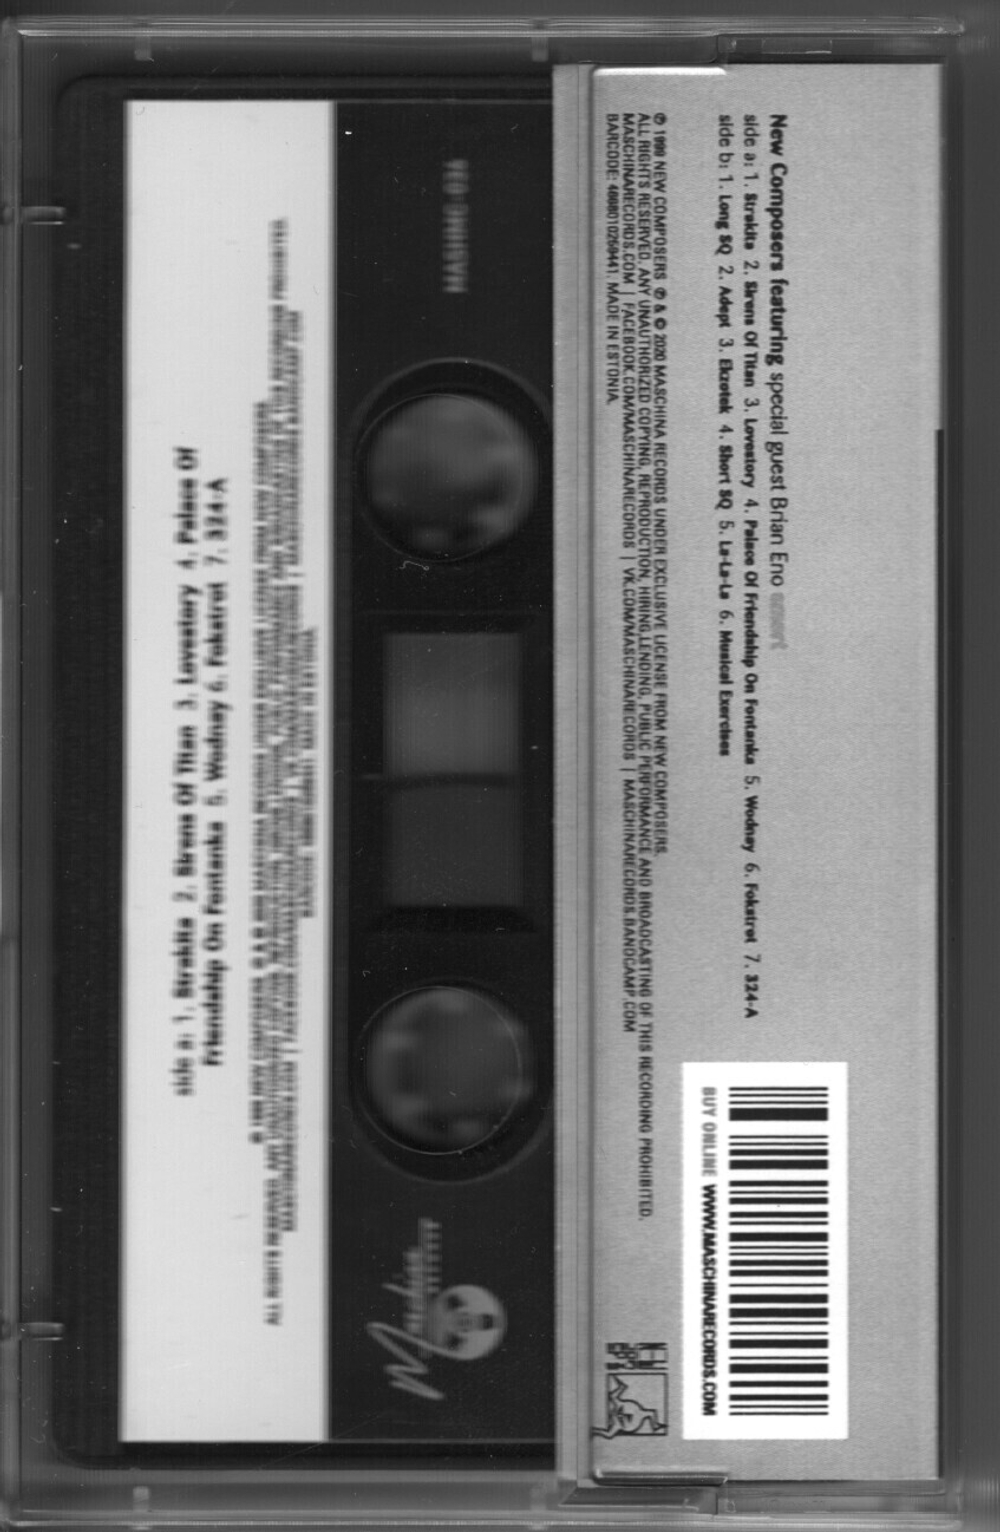 New Composers featuring special guest Brian Eno
side a: 1. Strokita 2. Sirens Of Titan 3. Lovestory 4. Palace Of Friendship On Fontanka 5. Wodney 6. Fokstrot 7. 324-A
side b: 1. Long SQ 2. Adept 3. Ekzotek 4. Short SQ 5. La-La-La 6. Musical Exercises
℗ 1999 NEW COMPOSERS ℗ & © 2020 MASCHINA RECORDS UNDER EXCLUSIVE LICENSE FROM NEW COMPOSERS.
ALL RIGHTS RESERVED. ANY UNAUTHORIZED COPYING, REPRODUCTION, HIRING, LENDING, PUBLIC PERFORMANCE AND BROADCASTING OF THIS RECORDING PROHIBITED.
MASCHINARECORDS.COM | FACEBOOK.COM/MASCHINARECORDS | VK.COM/MASCHINARECORDS | MASCHINARECORDS.BANDCAMP.COM
BARCODE: MADE IN ESTONIA.
BUY ONLINE WWW.MASCHINARECORDS.COM
side a: 1. Strokita 2. Sirens Of Titan 3. Lovestory 4. Palace Of
Friendship On Fontanka 5. Wodney 6. Fokstrot 7. 324-A
Maschina